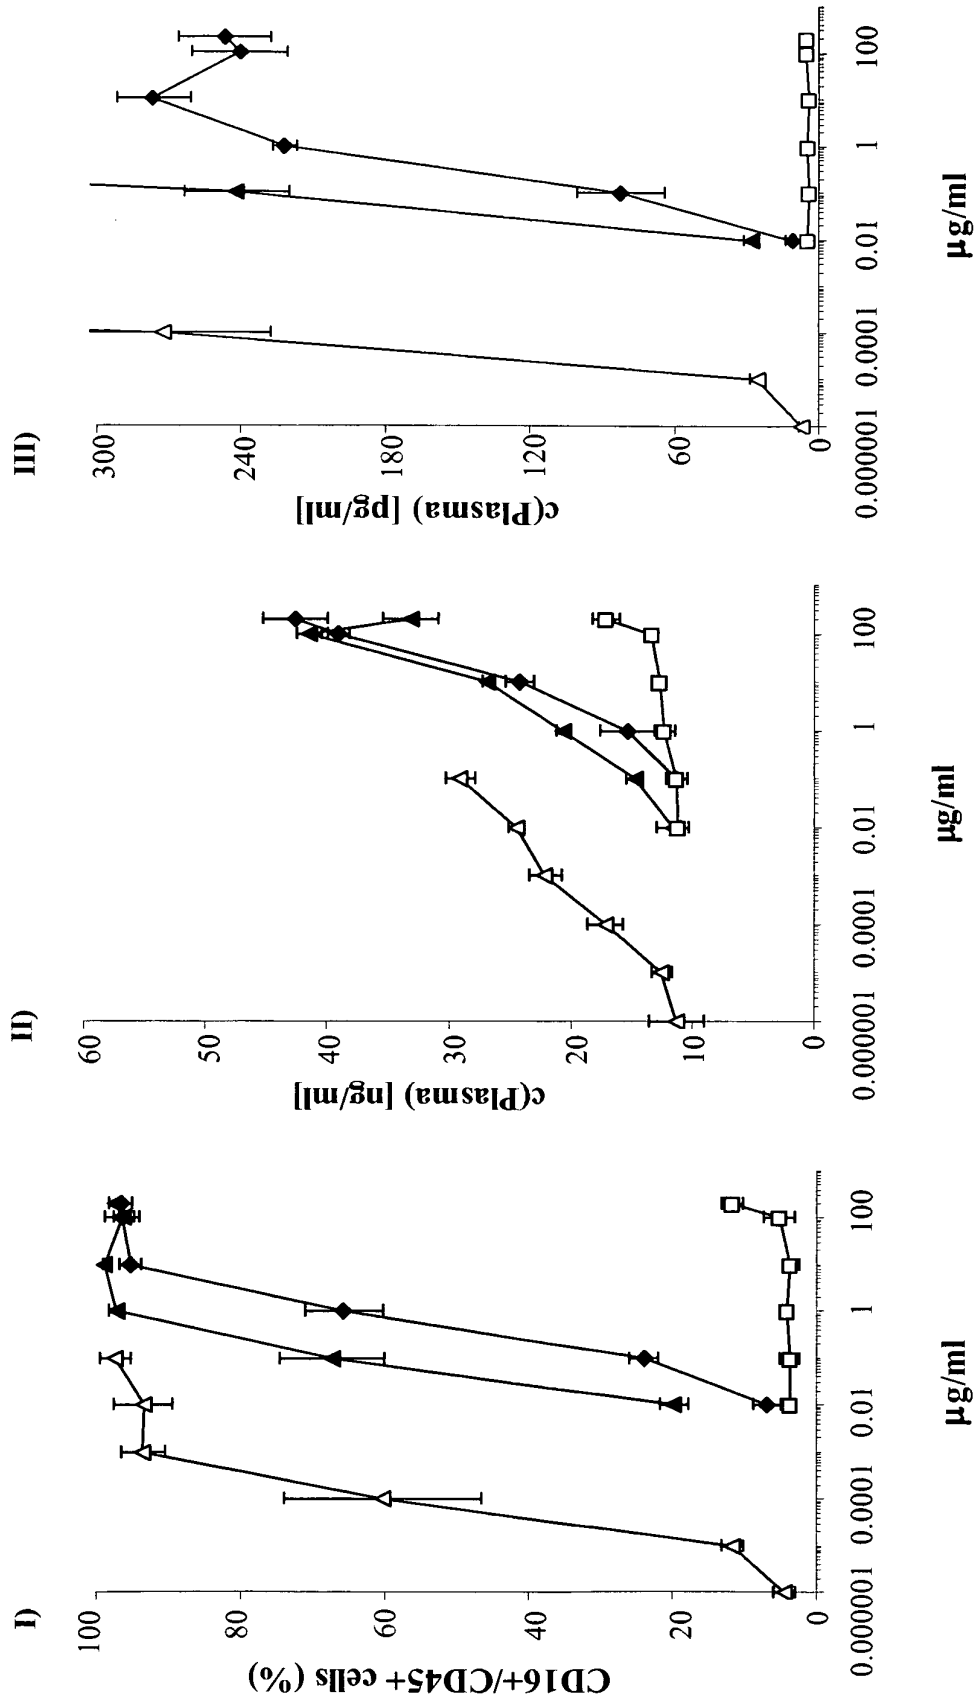 I)
CD16+/CD45+ cells (%)
100
80
60
40
20
0
0.000001 0.0001 0.01 1 100
µg/ml
II)
c(Plasma) [ng/ml]
60
50
40
30
20
10
0
0.000001 0.0001 0.01 1 100
µg/ml
III)
c(Plasma) [pg/ml]
300
240
180
120
60
0
0.000001 0.0001 0.01 1 100
µg/ml